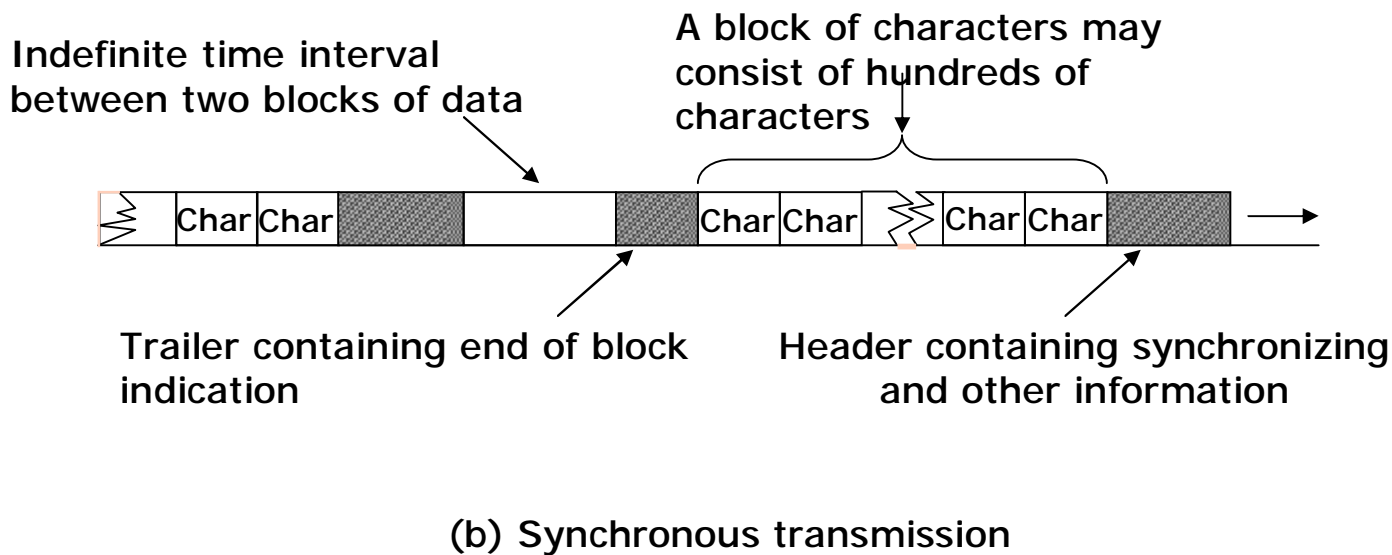 Indefinite time interval
between two blocks of data
A block of characters may
consist of hundreds of
characters
Char Char Char Char Char Char
Trailer containing end of block
indication
Header containing synchronizing
and other information
(b) Synchronous transmission